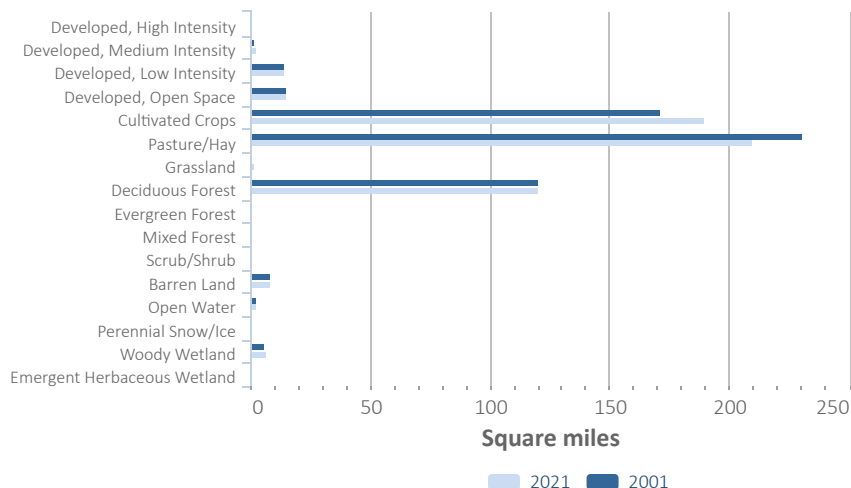 Developed, High Intensity
Developed, Medium Intensity
Developed, Low Intensity
Developed, Open Space
Cultivated Crops
Pasture/Hay
Grassland
Deciduous Forest
Evergreen Forest
Mixed Forest
Scrub/Shrub
Barren Land
Open Water
Perennial Snow/Ice
Woody Wetland
Emergent Herbaceous Wetland
0 50 100 150 200 250
Square miles
2021 2001